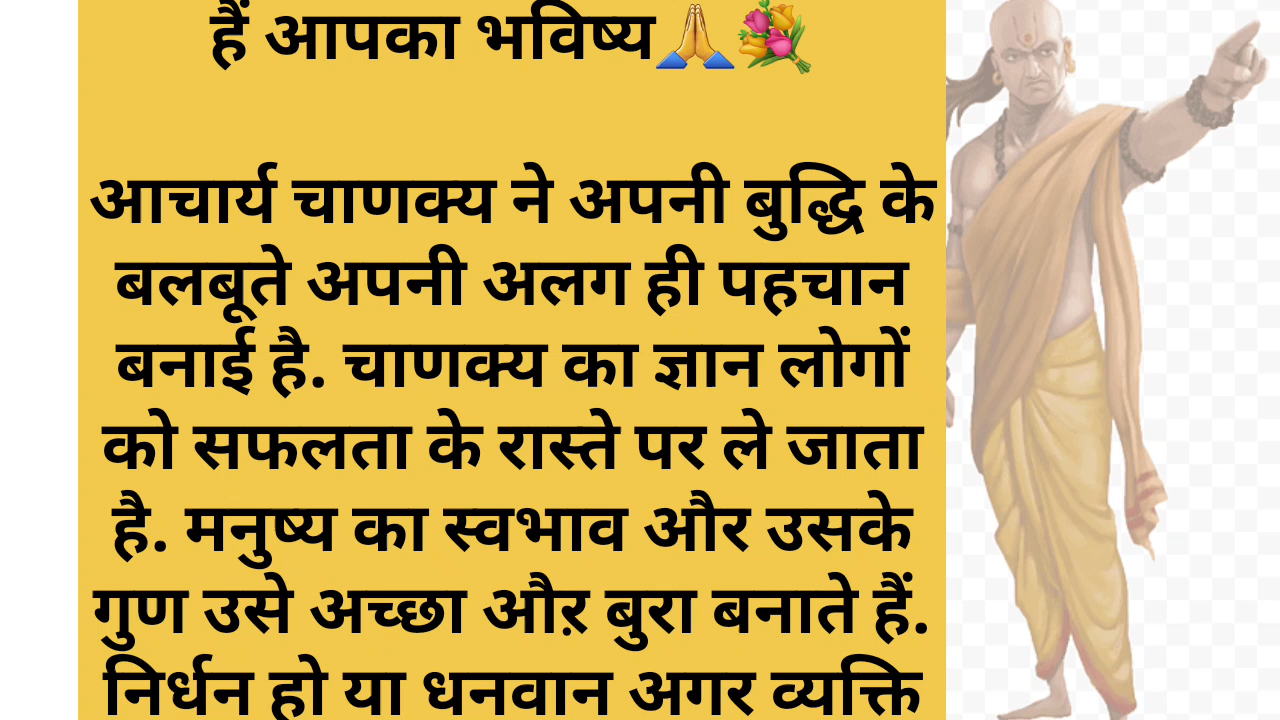 हैं आपका भविष्य🙏💐
आचार्य चाणक्य ने अपनी बुद्धि के
बलबूते अपनी अलग ही पहचान
बनाई है. चाणक्य का ज्ञान लोगों
को सफलता के रास्ते पर ले जाता
है. मनुष्य का स्वभाव और उसके
गुण उसे अच्छा औऱ बुरा बनाते हैं.
निर्धन हो या धनवान अगर व्यक्ति